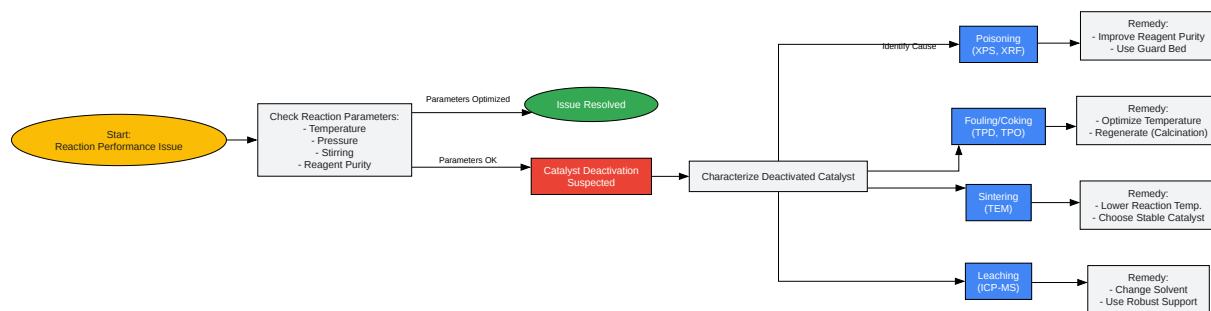 Start:
Reaction Performance Issue
Check Reaction Parameters:
- Temperature
- Pressure
- Stirring
- Reagent Purity
Parameters Optimized
Issue Resolved
Parameters OK
Catalyst Deactivation
Suspected
Characterize Deactivated Catalyst
Identify Cause
Poisoning
(XPS, XRF)
Remedy:
- Improve Reagent Purity
- Use Guard Bed
Fouling/Coking
(TPD, TPO)
Remedy:
- Optimize Temperature
- Regenerate (Calcination)
Sintering
(TEM)
Remedy:
- Lower Reaction Temp.
- Choose Stable Catalyst
Leaching
(ICP-MS)
Remedy:
- Change Solvent
- Use Robust Support